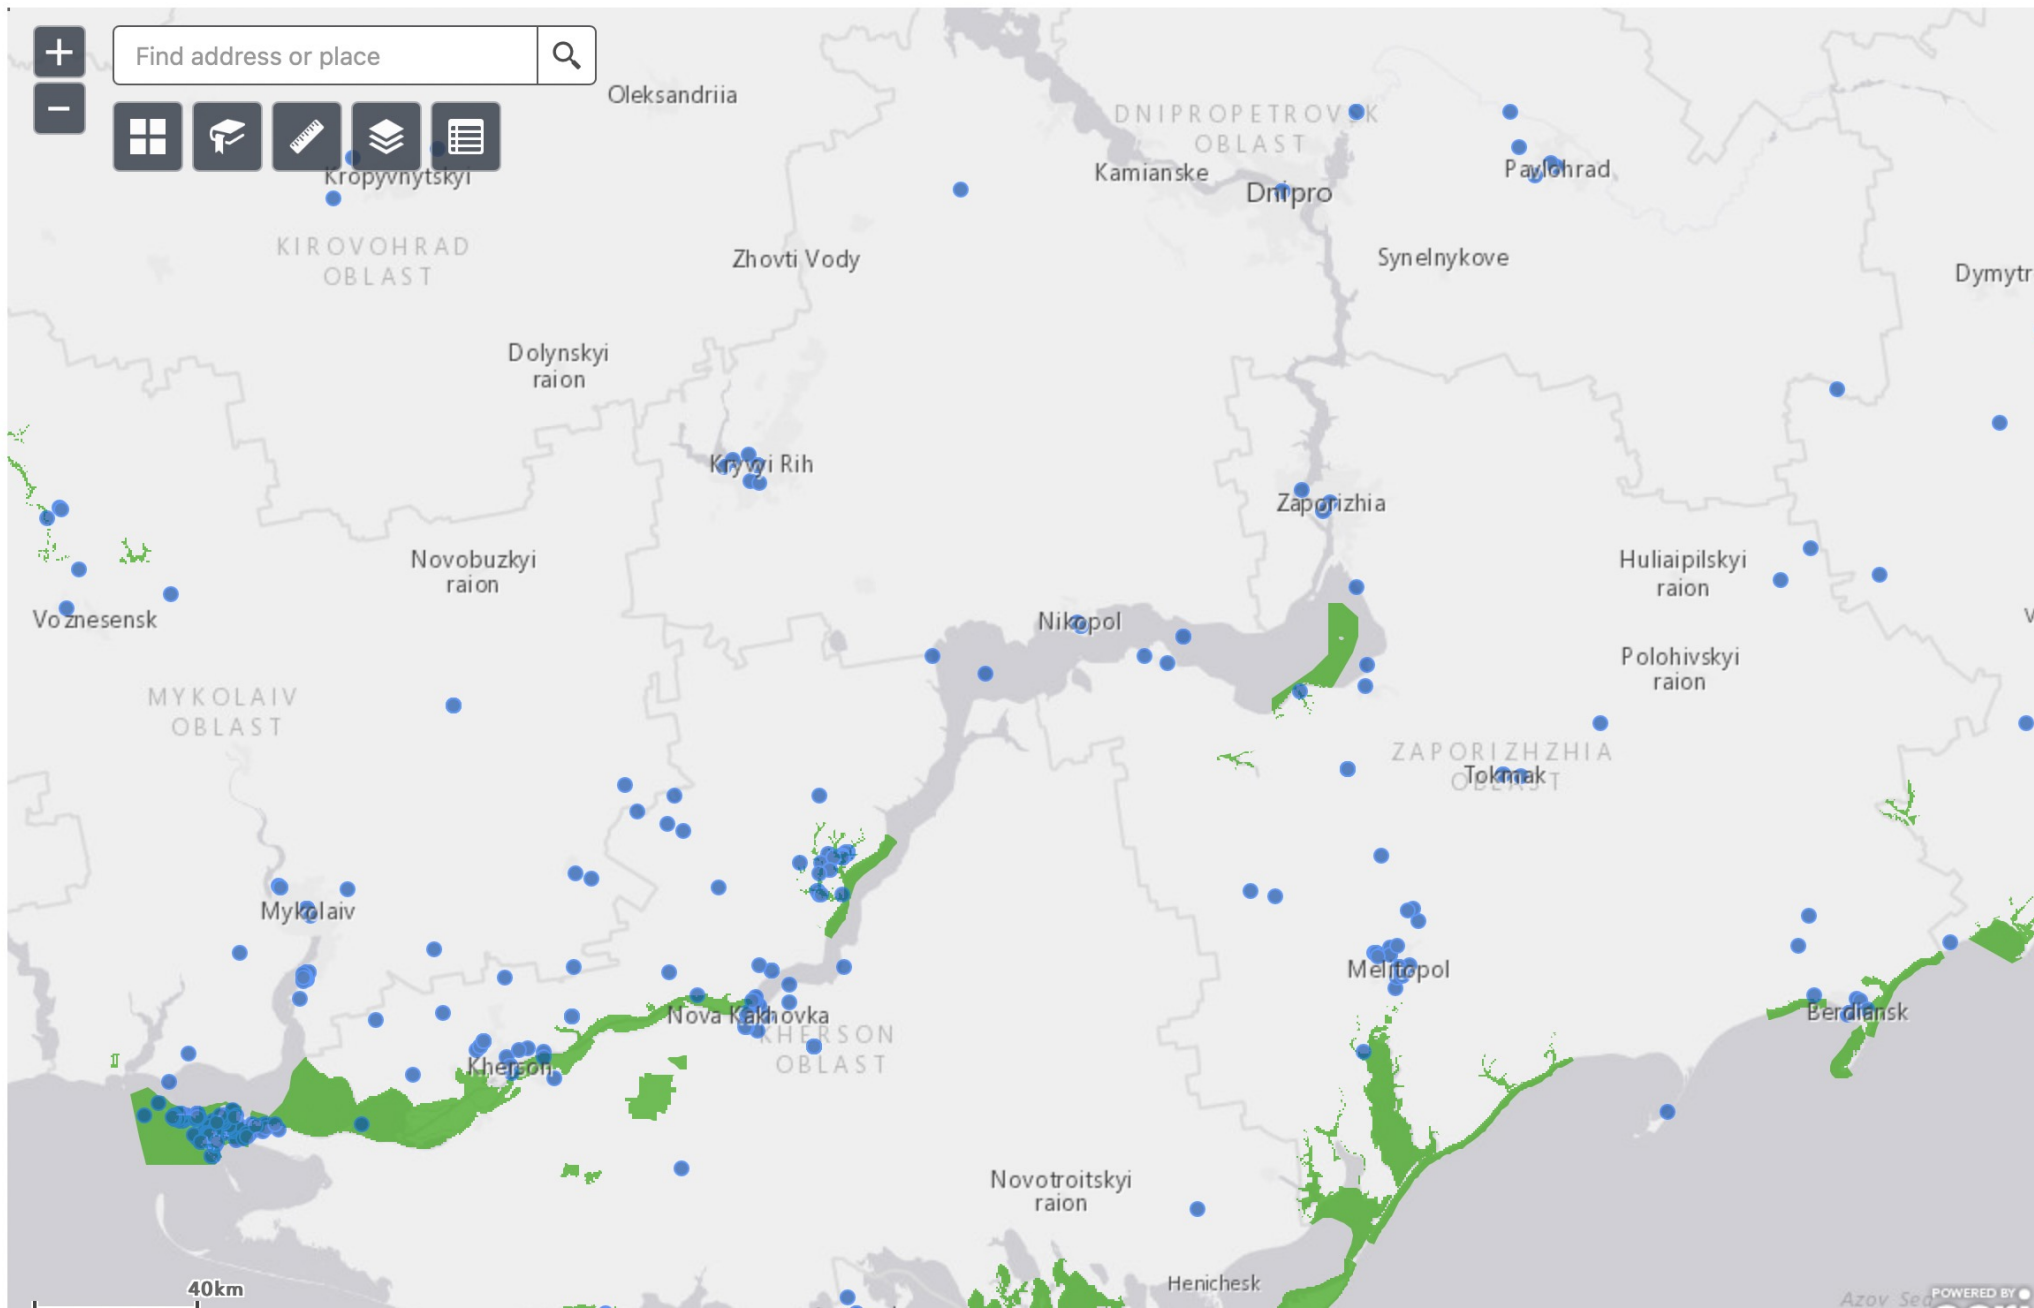 +
Find address or place
−
Oleksandriia
DNIPROPETROVSK
OBLAST
Kamianske
Dnipro
Pavlohrad
Kropyvnytskyi
KIROVOHRAD
OBLAST
Zhovti Vody
Synelnykove
Dymytr
Dolynskyi
raion
Kryvyi Rih
Zaporizhia
Novobuzkyi
raion
Huliaipilskyi
raion
Voznesensk
Nikopol
V
Polohivskyi
raion
MYKOLAIV
OBLAST
ZAPORIZHZHIA
OBLAST
Tokmak
Mykolaiv
Melitopol
Nova Kakhovka
KHERSON
OBLAST
Berdiansk
Kherson
Novotroitskyi
raion
Henichesk
40km
Azov Sea
POWERED BY